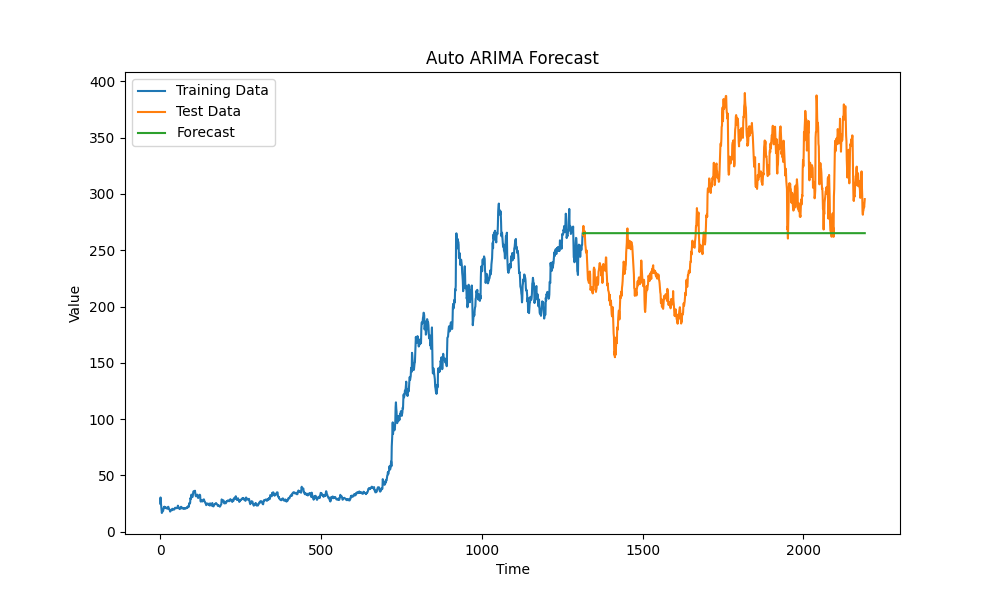 Auto ARIMA Forecast
Training Data
Test Data
Forecast
400
350
300
250
200
150
100
50
0
Value
0 500 1000 1500 2000
Time